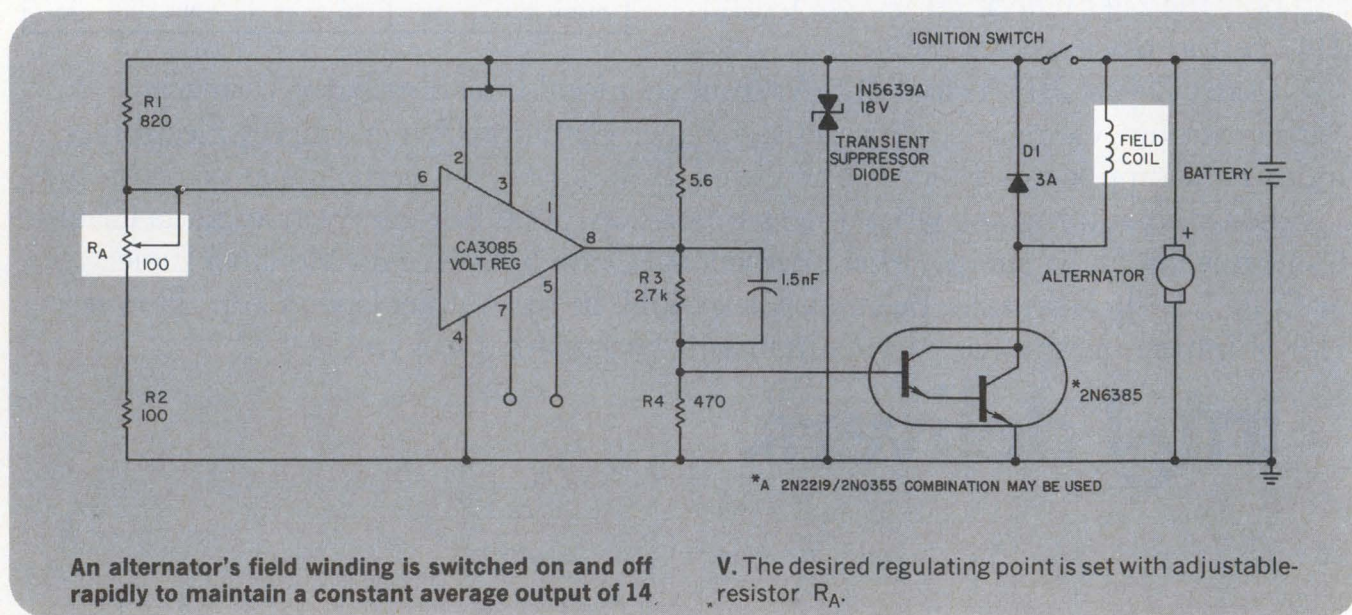 IGNITION SWITCH
R1
820
2
3
6
1
5.6
IN5639A
18 V
TRANSIENT
SUPPRESSOR
DIODE
D1
3A
FIELD
COIL
BATTERY
RA
100
CA3085
VOLT REG
8
R3
2.7 k
1.5nF
+
ALTERNATOR
7
5
4
R2
100
R4
470
*2N6385
*A 2N2219/2N0355 COMBINATION MAY BE USED
An alternator's field winding is switched on and off
rapidly to maintain a constant average output of 14
V. The desired regulating point is set with adjustable-
resistor RA.